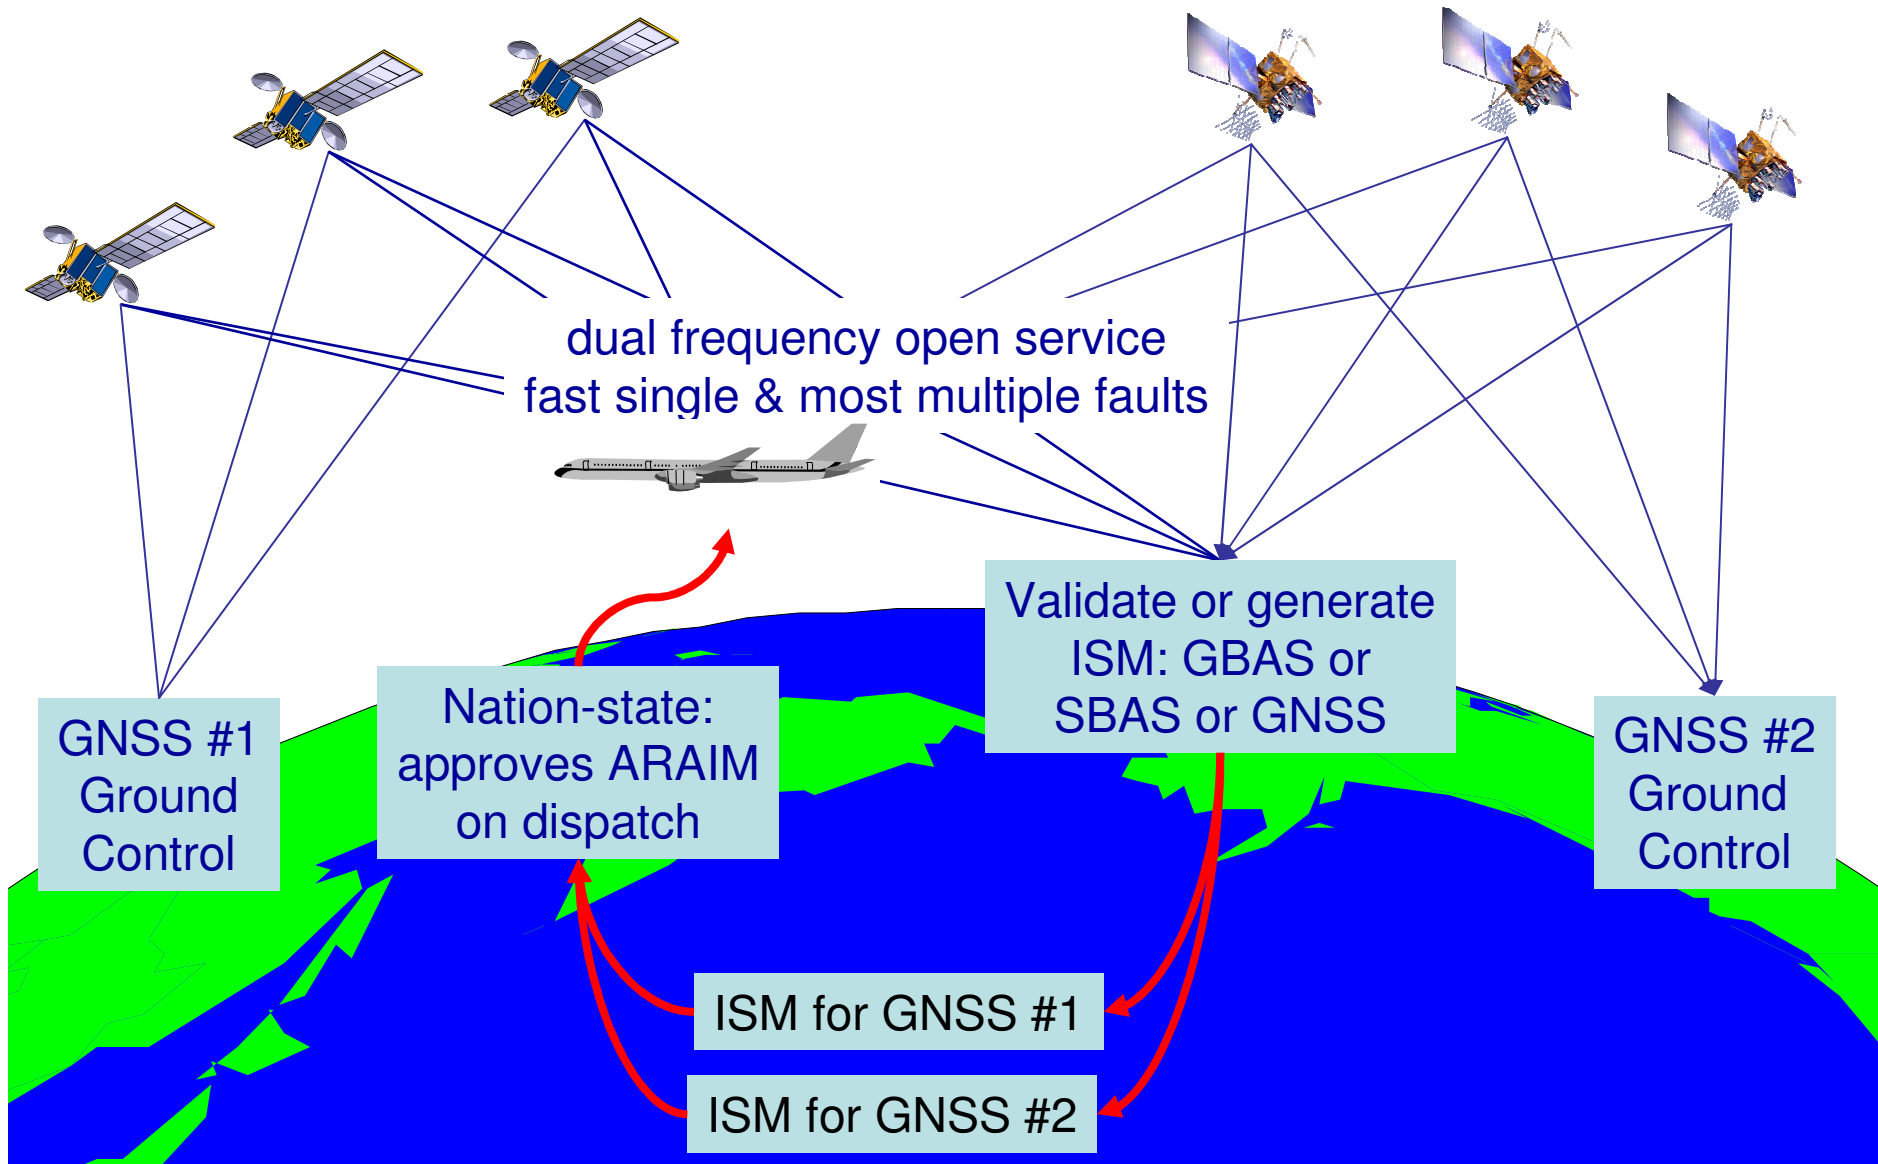 dual frequency open service
fast single & most multiple faults
Validate or generate
ISM: GBAS or
SBAS or GNSS
Nation-state:
approves ARAIM
on dispatch
GNSS #1
Ground
Control
GNSS #2
Ground
Control
ISM for GNSS #1
ISM for GNSS #2